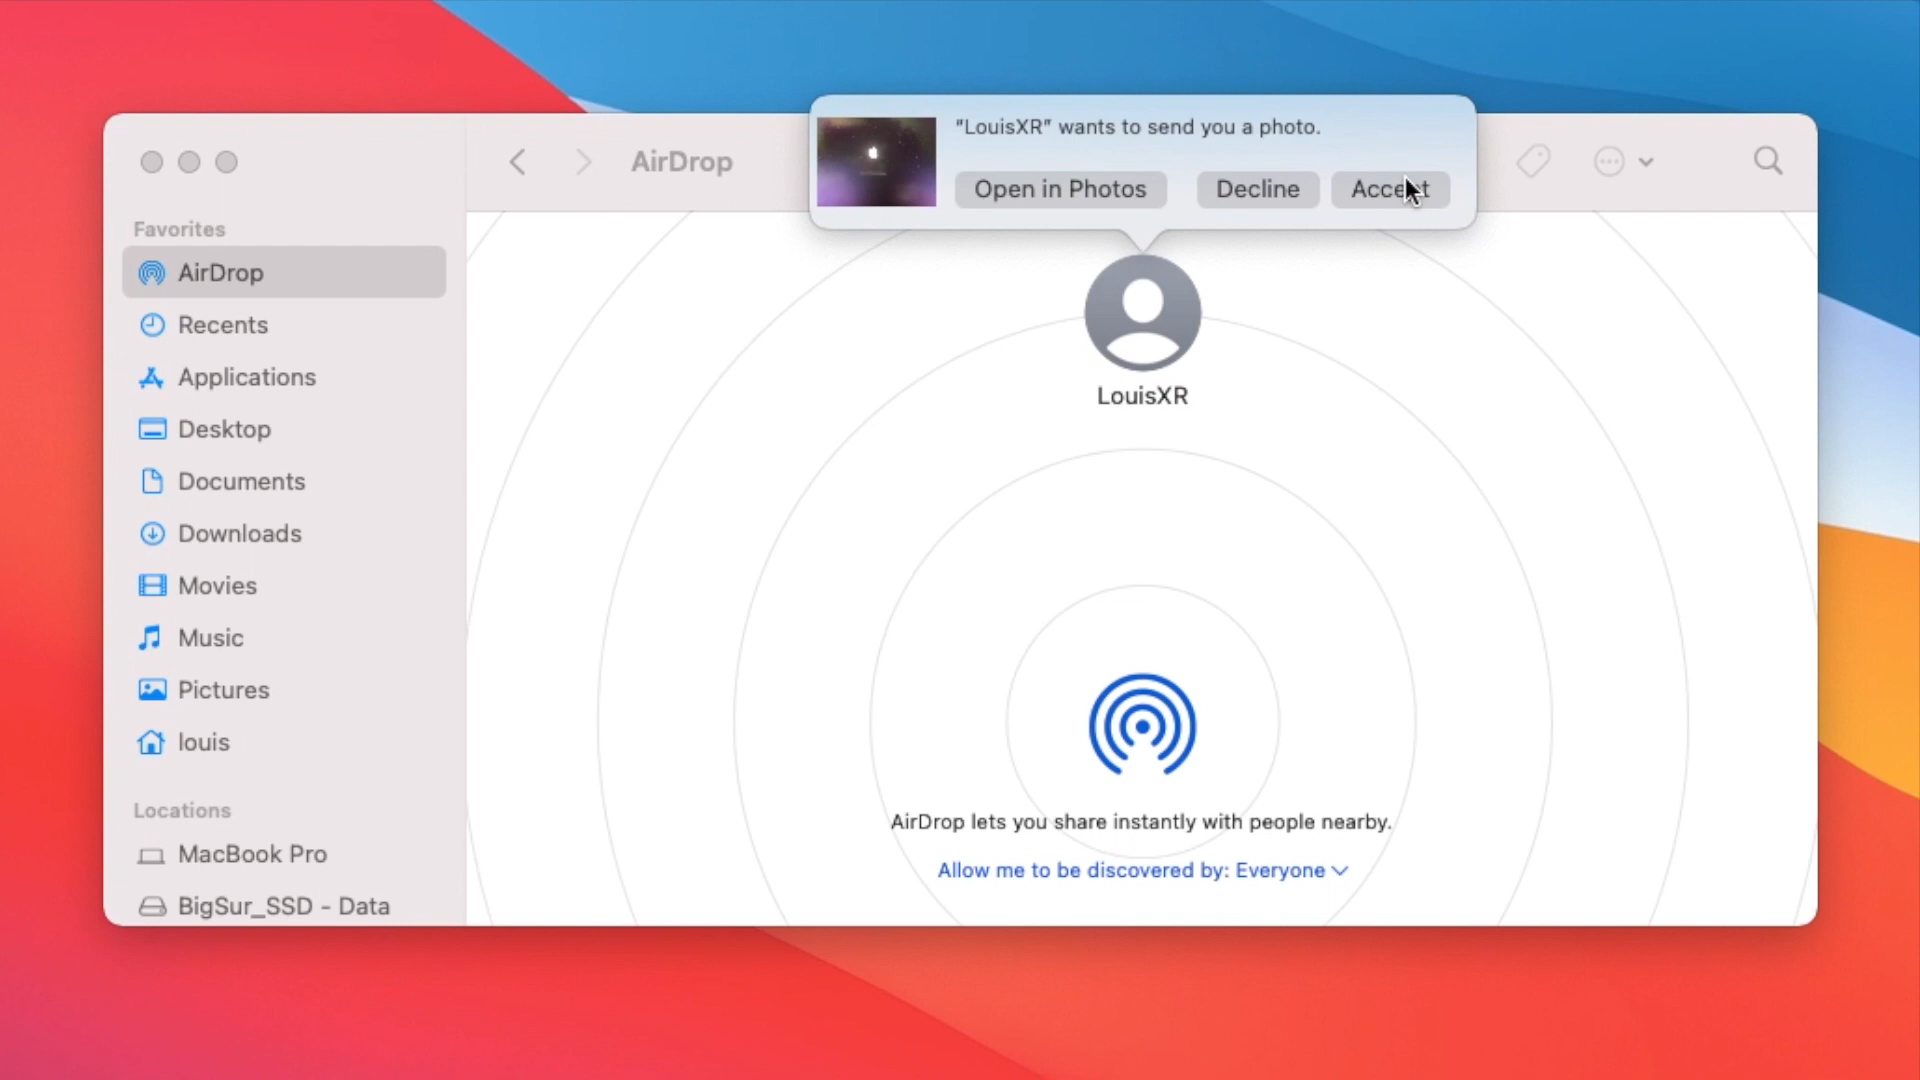 "LouisXR" wants to send you a photo.
Open in Photos Decline Accept
AirDrop
Favorites
AirDrop
Recents
Applications
Desktop
Documents
Downloads
Movies
Music
Pictures
louis
Locations
MacBook Pro
BigSur_SSD - Data
LouisXR
AirDrop lets you share instantly with people nearby.
Allow me to be discovered by: Everyone